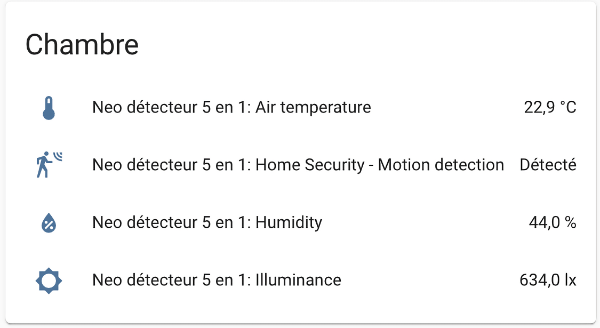 Chambre
Neo détecteur 5 en 1: Air temperature 22,9 °C
Neo détecteur 5 en 1: Home Security - Motion detection Détecté
Neo détecteur 5 en 1: Humidity 44,0 %
Neo détecteur 5 en 1: Illuminance 634,0 lx